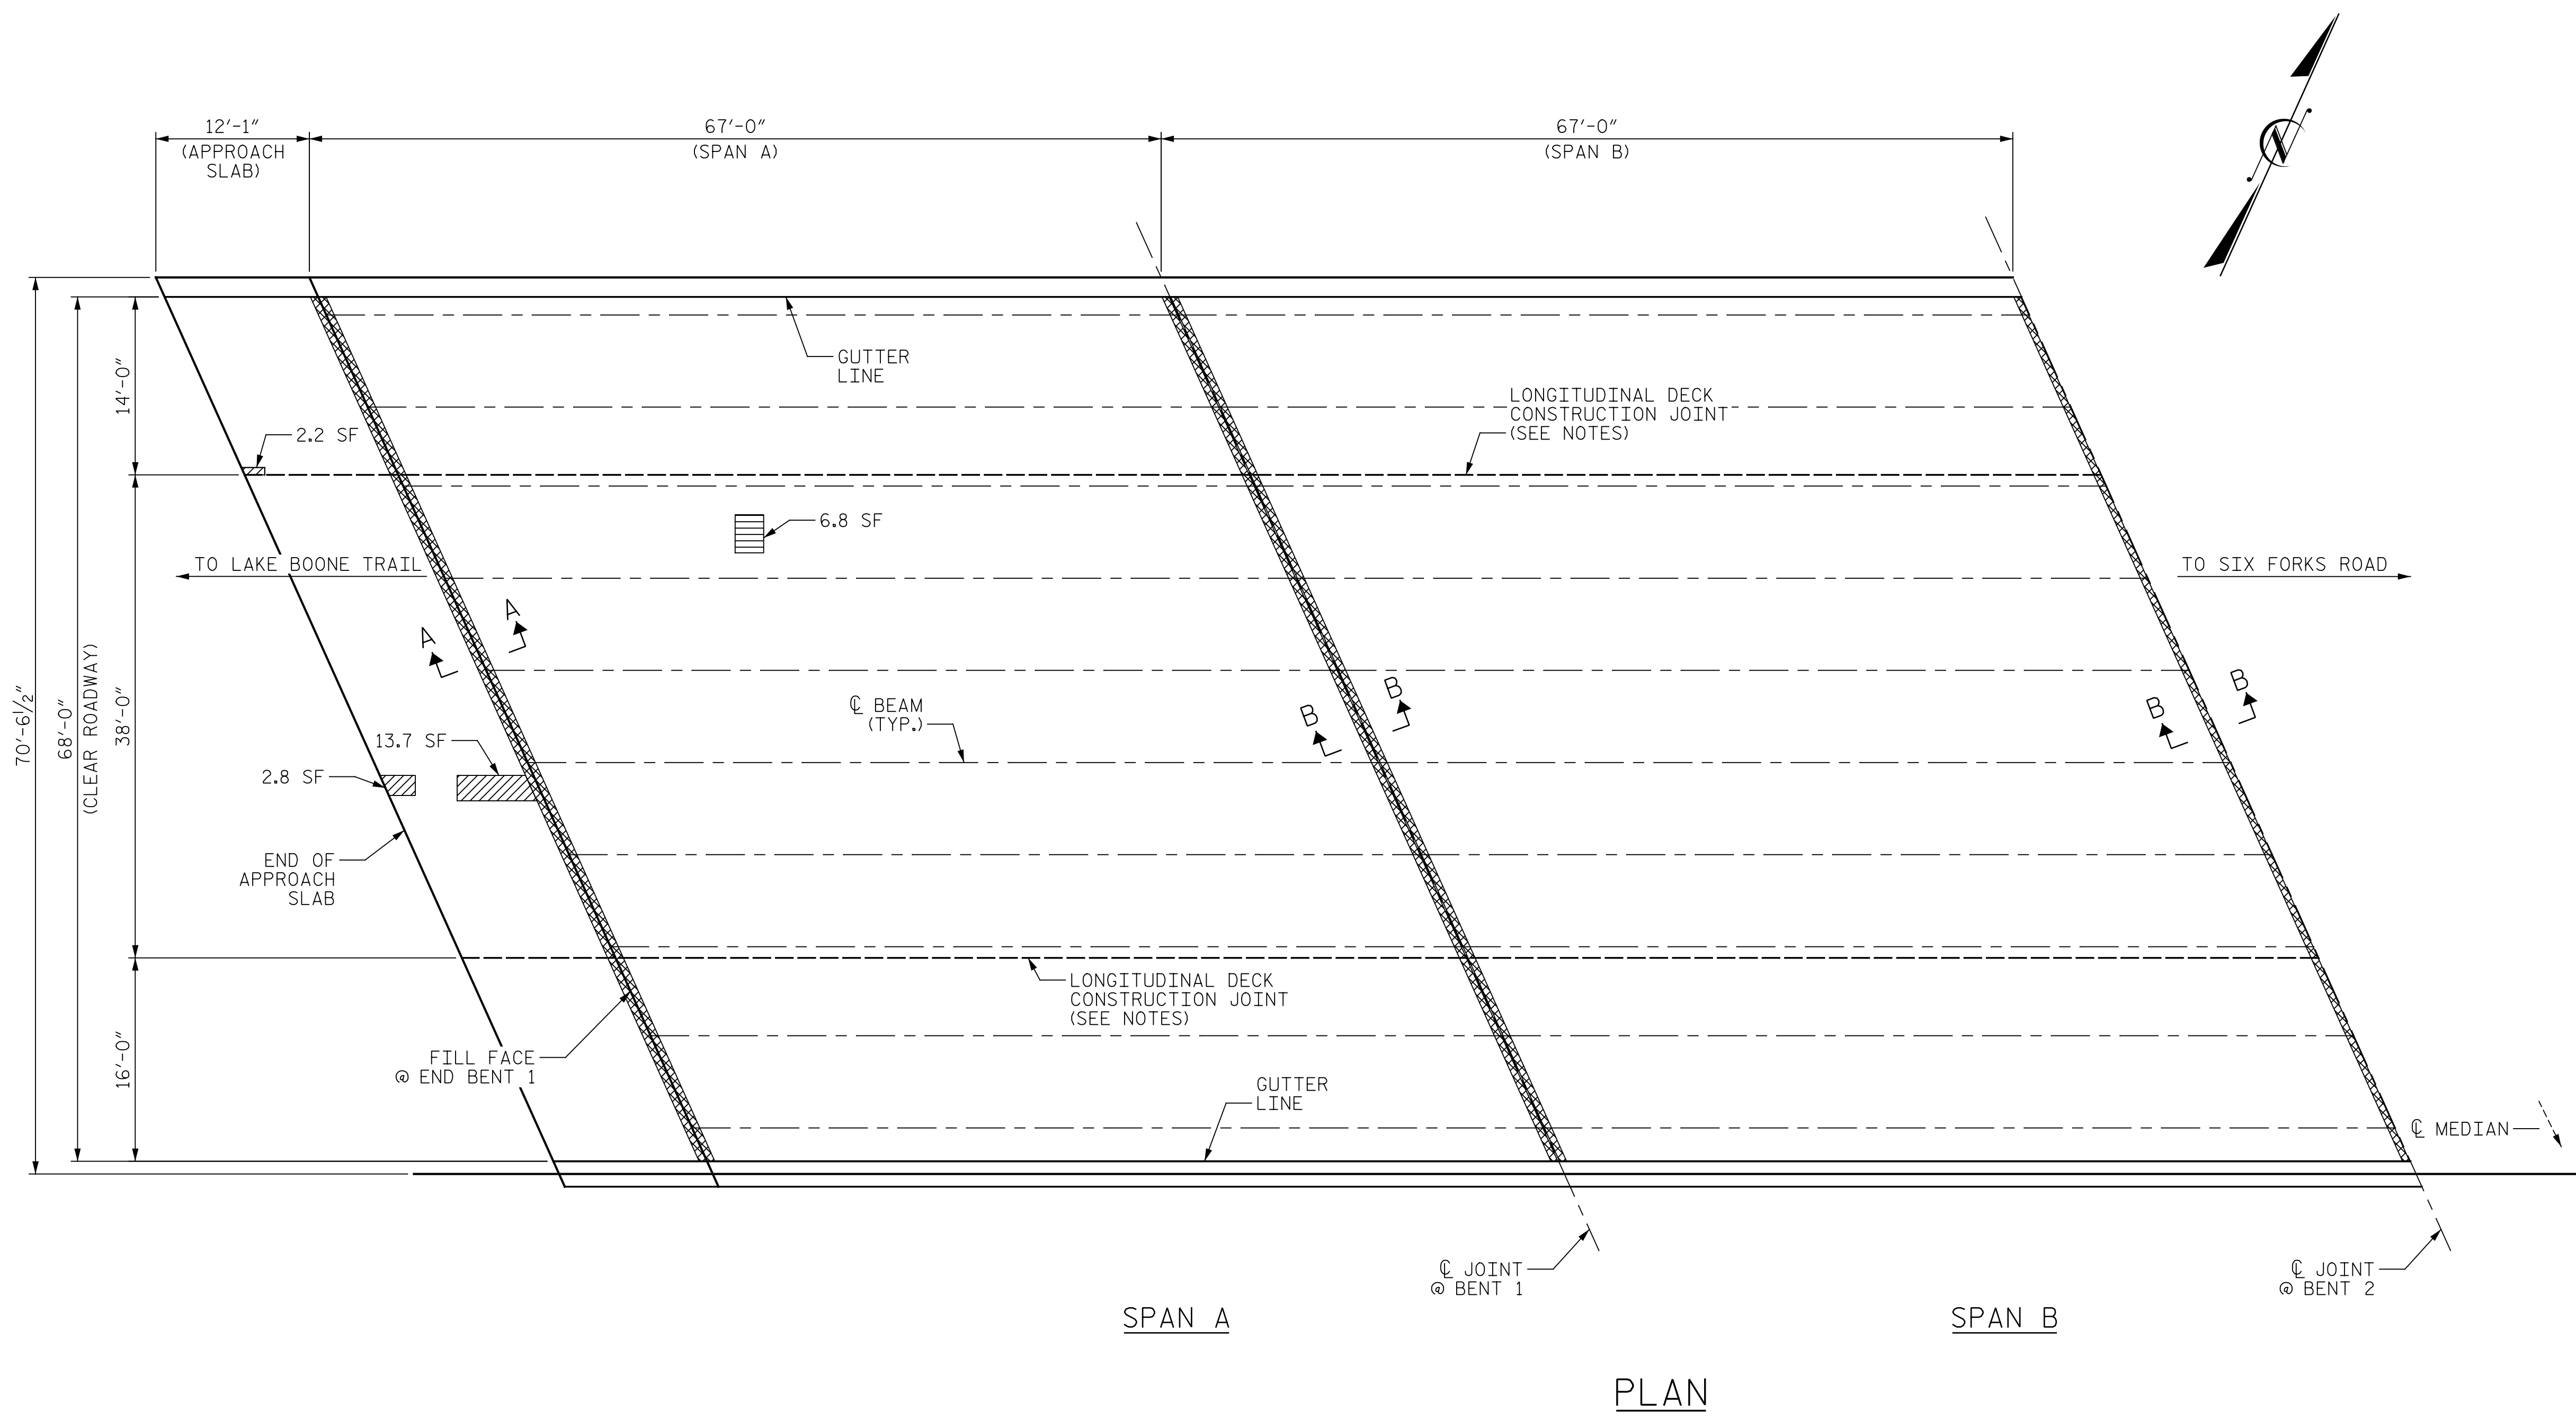 12'-1"
(APPROACH
SLAB)
67'-0"
(SPAN A)
67'-0"
(SPAN B)
N
GUTTER
LINE
14'-0"
LONGITUDINAL DECK
CONSTRUCTION JOINT
(SEE NOTES)
2.2 SF
6.8 SF
TO LAKE BOONE TRAIL
TO SIX FORKS ROAD
A
A
70'-6½"
68'-0"
(CLEAR ROADWAY)
38'-0"
℄ BEAM
(TYP.)
B
B
B
B
13.7 SF
2.8 SF
END OF
APPROACH
SLAB
LONGITUDINAL DECK
CONSTRUCTION JOINT
(SEE NOTES)
16'-0"
FILL FACE
@ END BENT 1
GUTTER
LINE
℄ MEDIAN
℄ JOINT
@ BENT 1
℄ JOINT
@ BENT 2
SPAN A
SPAN B
PLAN